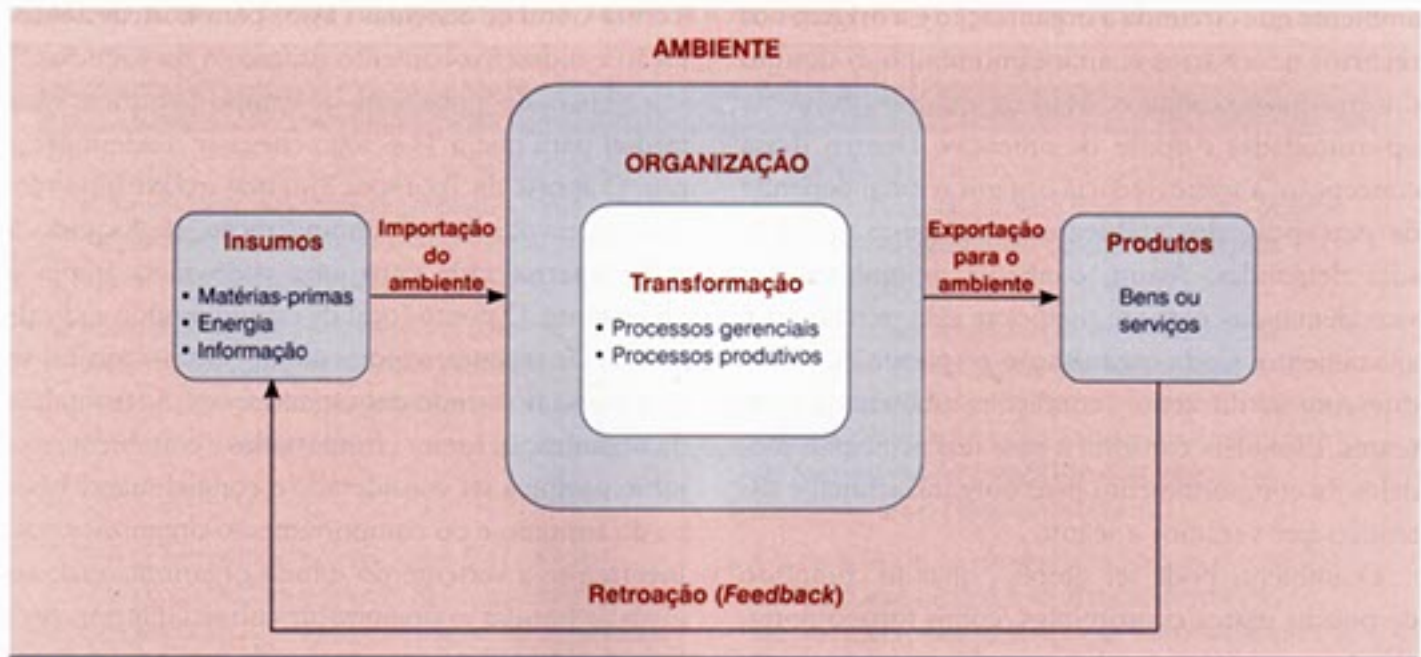 AMBIENTE
ORGANIZAÇÃO
Insumos
• Matérias-primas
• Energia
• Informação
Importação
do
ambiente
Transformação
• Processos gerenciais
• Processos produtivos
Exportação
para o
ambiente
Produtos
Bens ou
serviços
Retroação (Feedback)